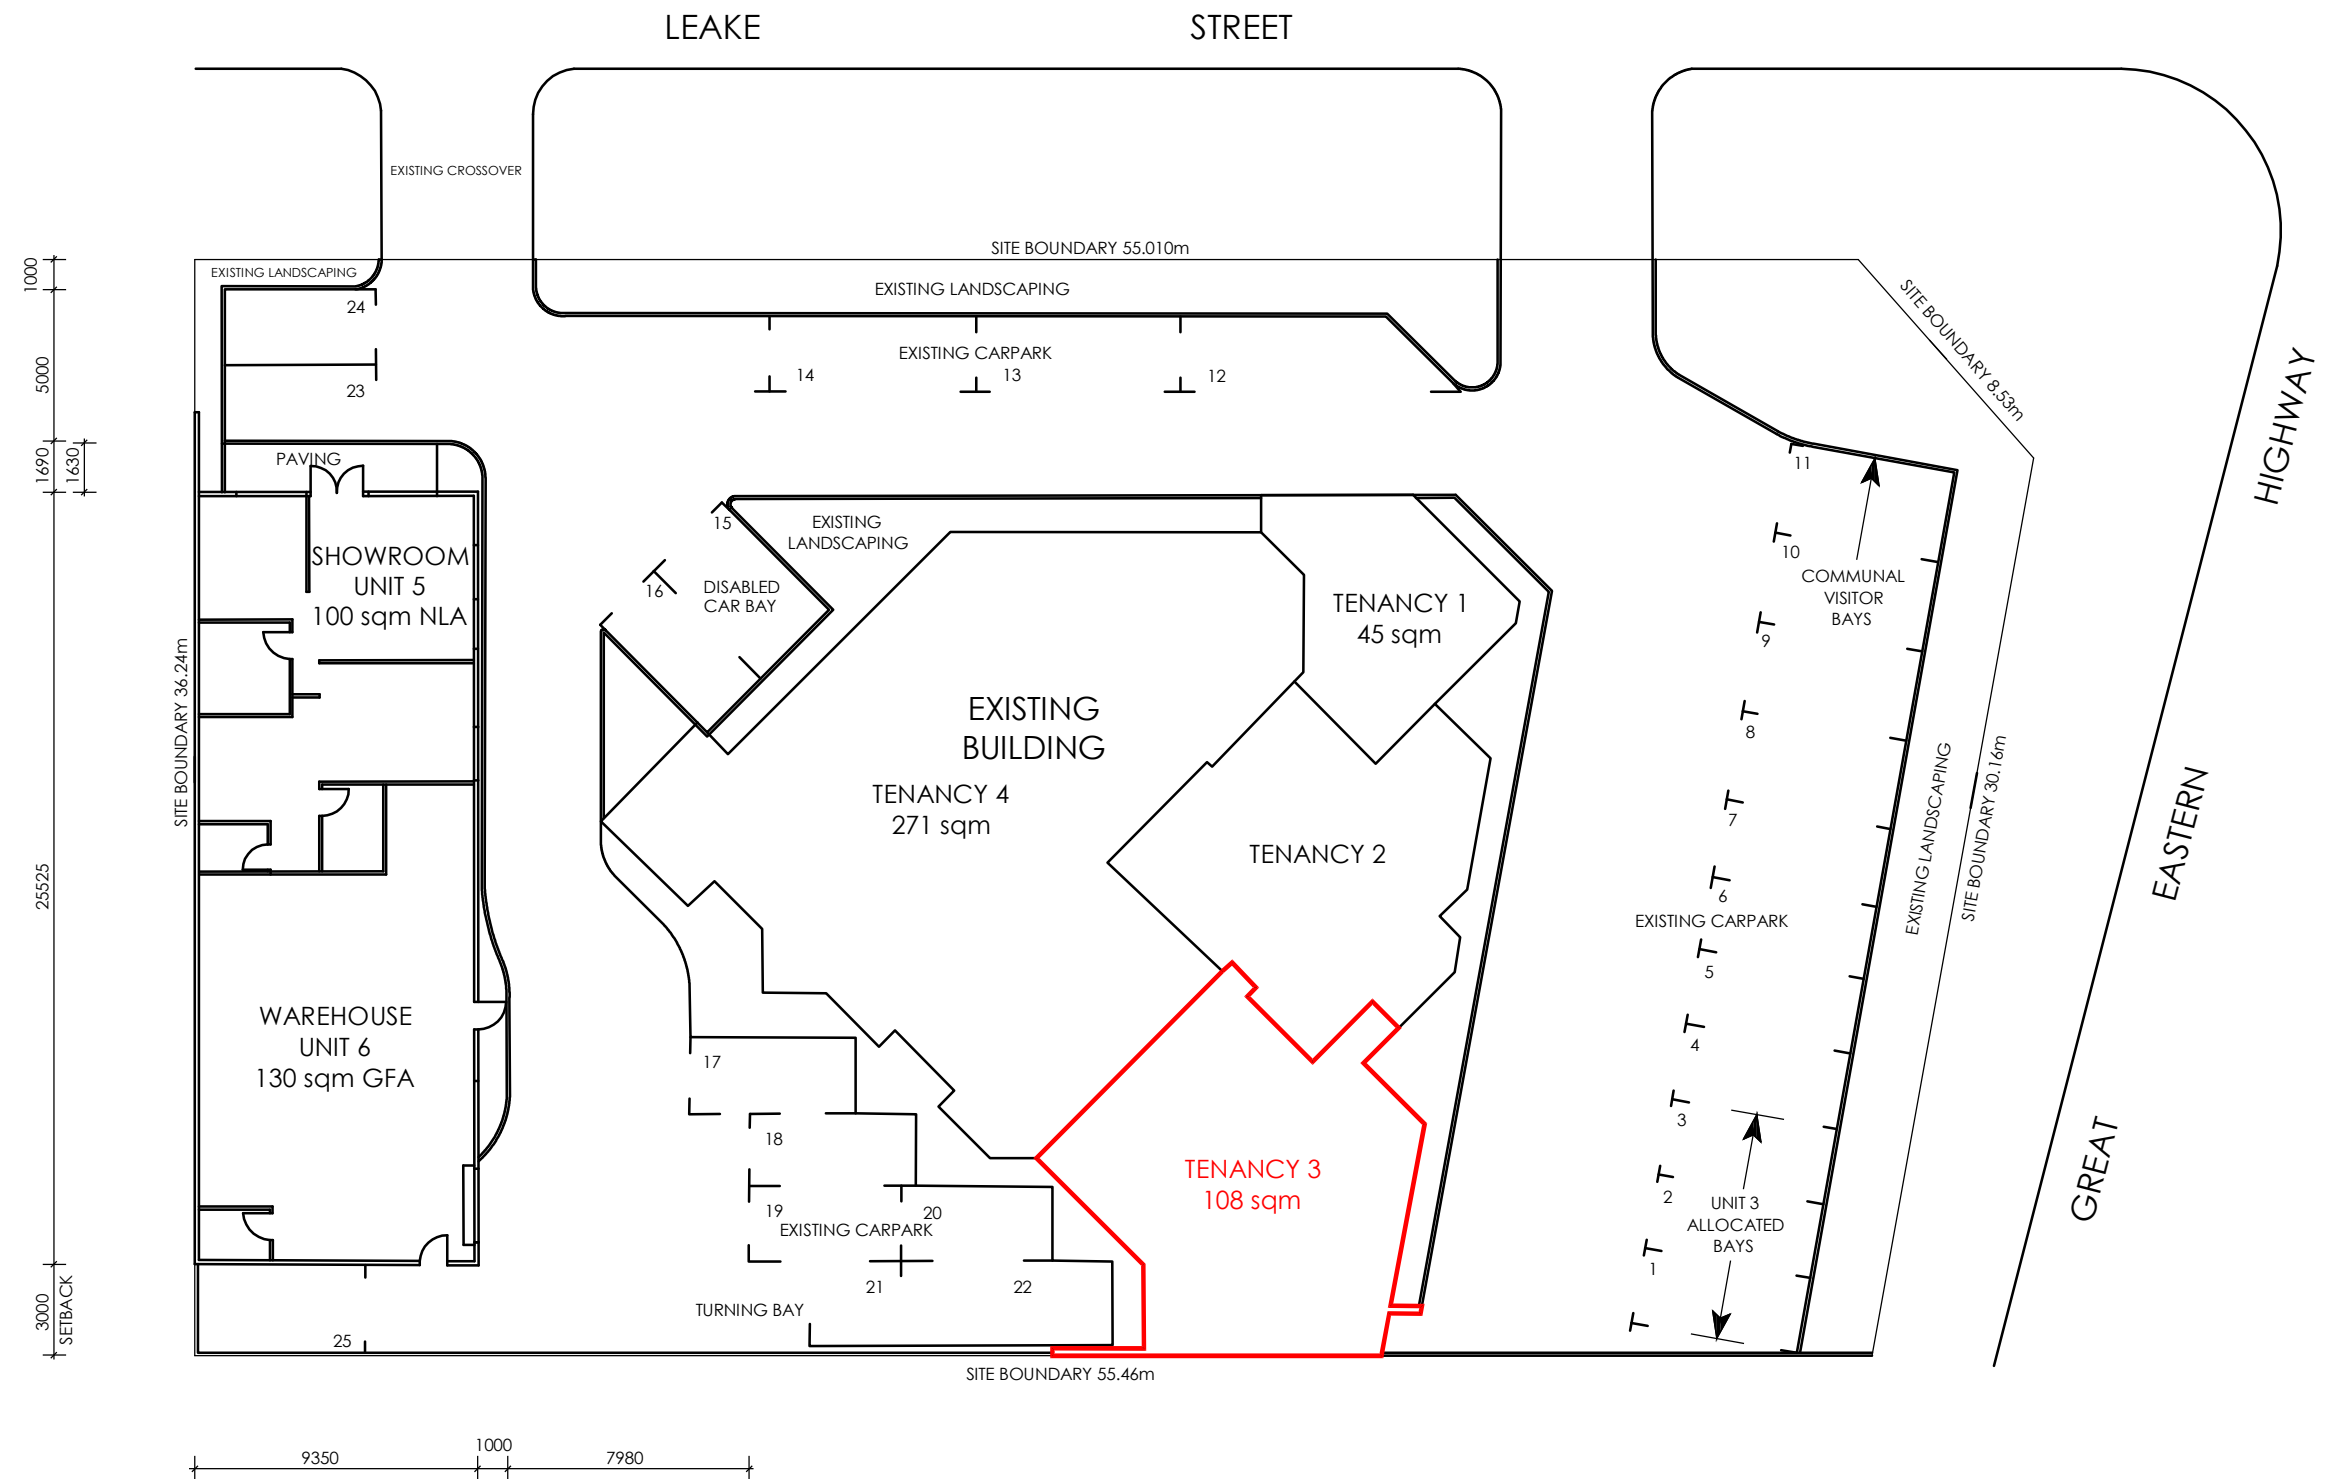 LEAKE STREET
EXISTING CROSSOVER
SITE BOUNDARY 55.010m
EXISTING LANDSCAPING
EXISTING LANDSCAPING
1000
24
SITE BOUNDARY 8.53m
EXISTING CARPARK
5000
23
14
13
12
HIGHWAY
PAVING
1690
1630
11
15
EXISTING
LANDSCAPING
10
SHOWROOM
UNIT 5
100 sqm NLA
16
DISABLED
CAR BAY
COMMUNAL
VISITOR
BAYS
TENANCY 1
45 sqm
9
SITE BOUNDARY 36.24m
EXISTING
BUILDING
8
TENANCY 4
271 sqm
7
EXISTING LANDSCAPING
SITE BOUNDARY 30.16m
EASTERN
TENANCY 2
25525
6
EXISTING CARPARK
5
WAREHOUSE
UNIT 6
130 sqm GFA
4
17
3
18
TENANCY 3
108 sqm
2
GREAT
19
20
EXISTING CARPARK
UNIT 3
ALLOCATED
BAYS
1
21
22
3000
SETBACK
TURNING BAY
25
SITE BOUNDARY 55.46m
9350
1000
7980